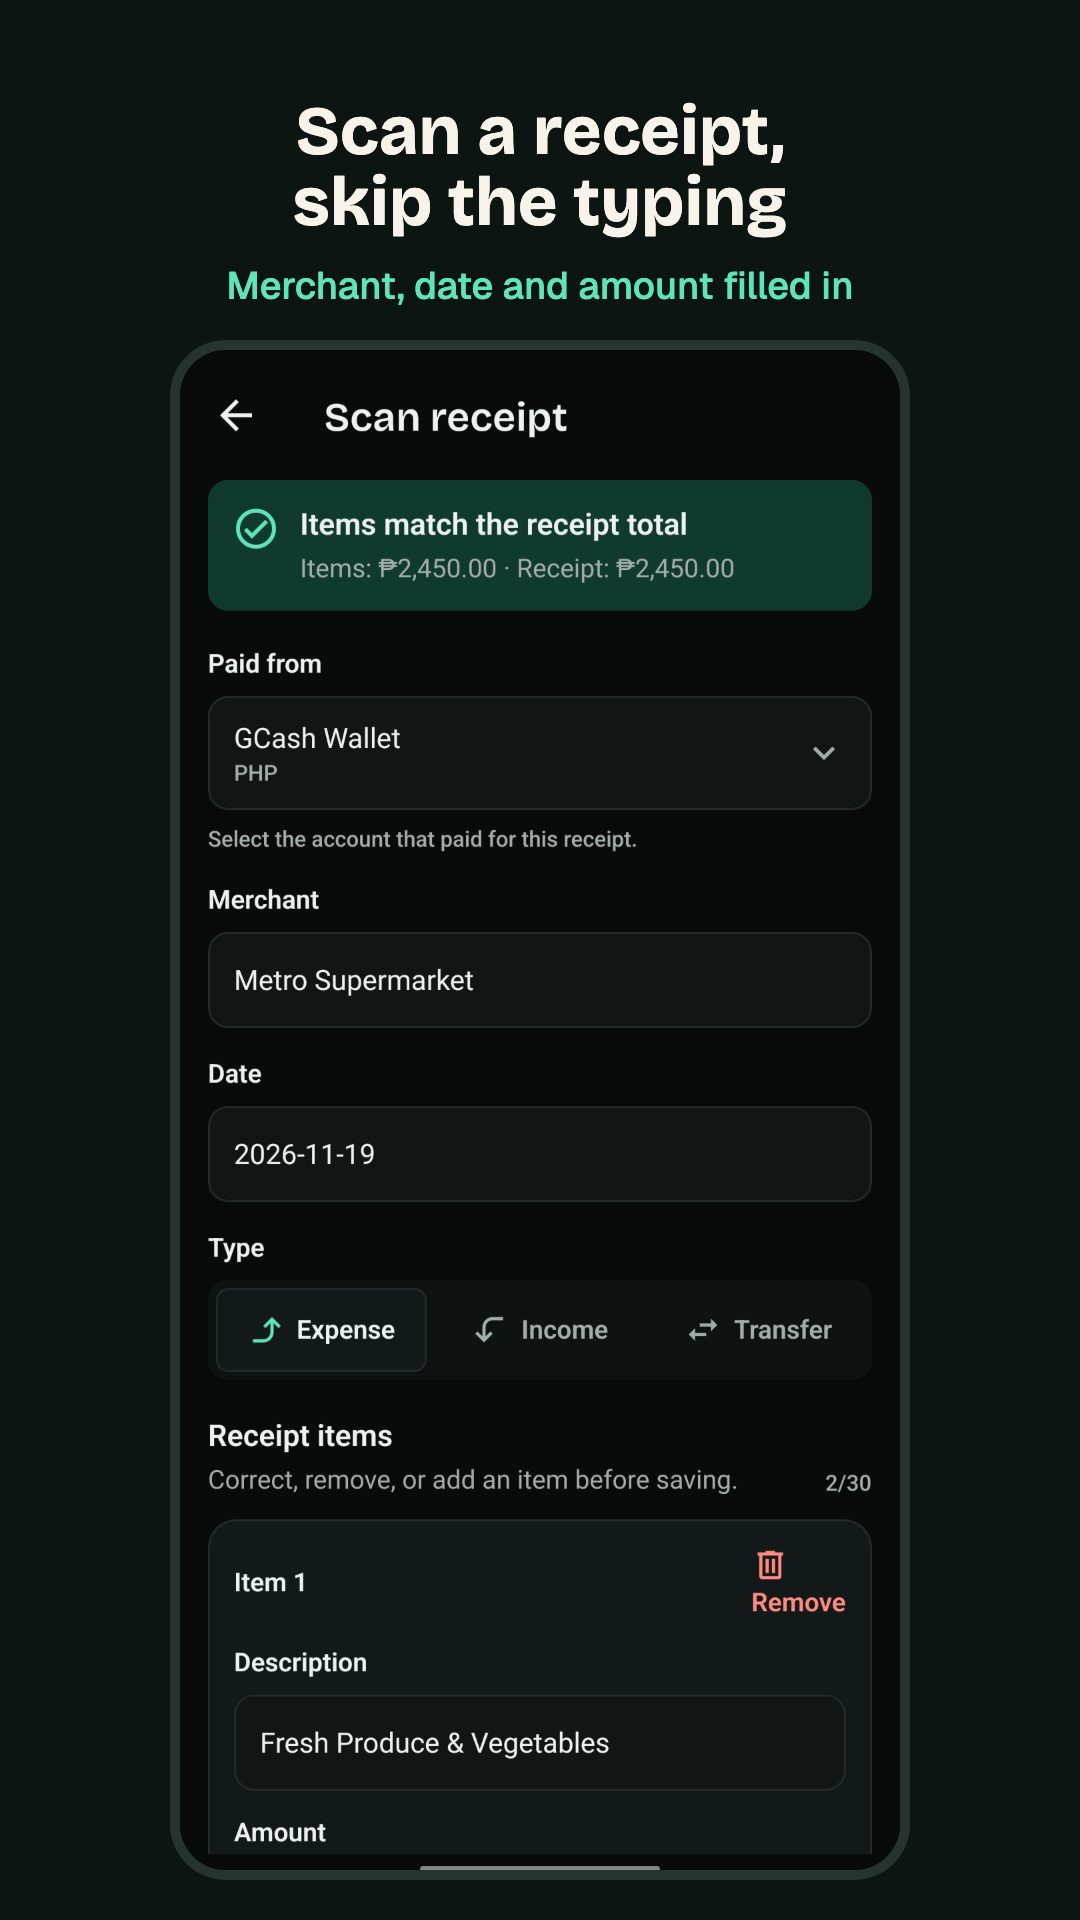 Scan a receipt,
skip the typing
Merchant, date and amount filled in
Scan receipt
Items match the receipt total
Items: ₱2,450.00 · Receipt: ₱2,450.00
Paid from
GCash Wallet
PHP
Select the account that paid for this receipt.
Merchant
Metro Supermarket
Date
2026-11-19
Type
Expense
Income
Transfer
Receipt items
Correct, remove, or add an item before saving.
2/30
Item 1
Remove
Description
Fresh Produce & Vegetables
Amount